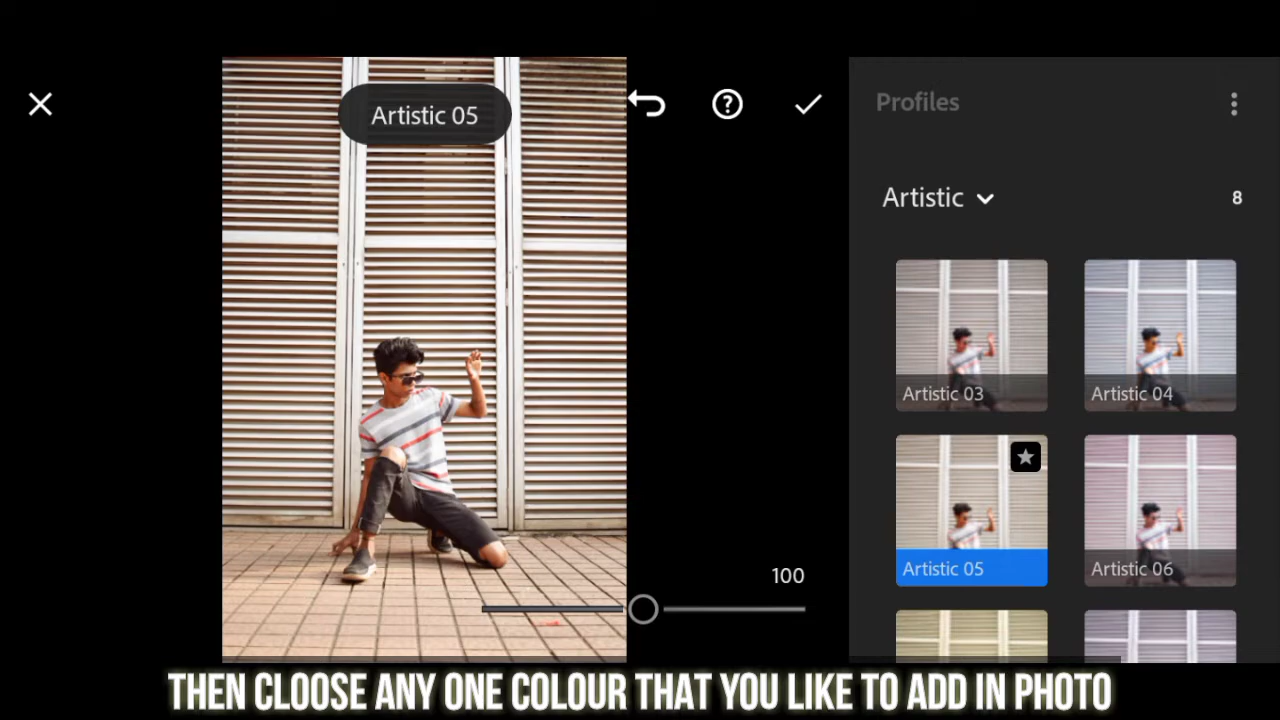 Artistic 05
Profiles
Artistic
8
Artistic 03
Artistic 04
Artistic 05
Artistic 06
100
THEN CLOOSE ANY ONE COLOUR THAT YOU LIKE TO ADD IN PHOTO